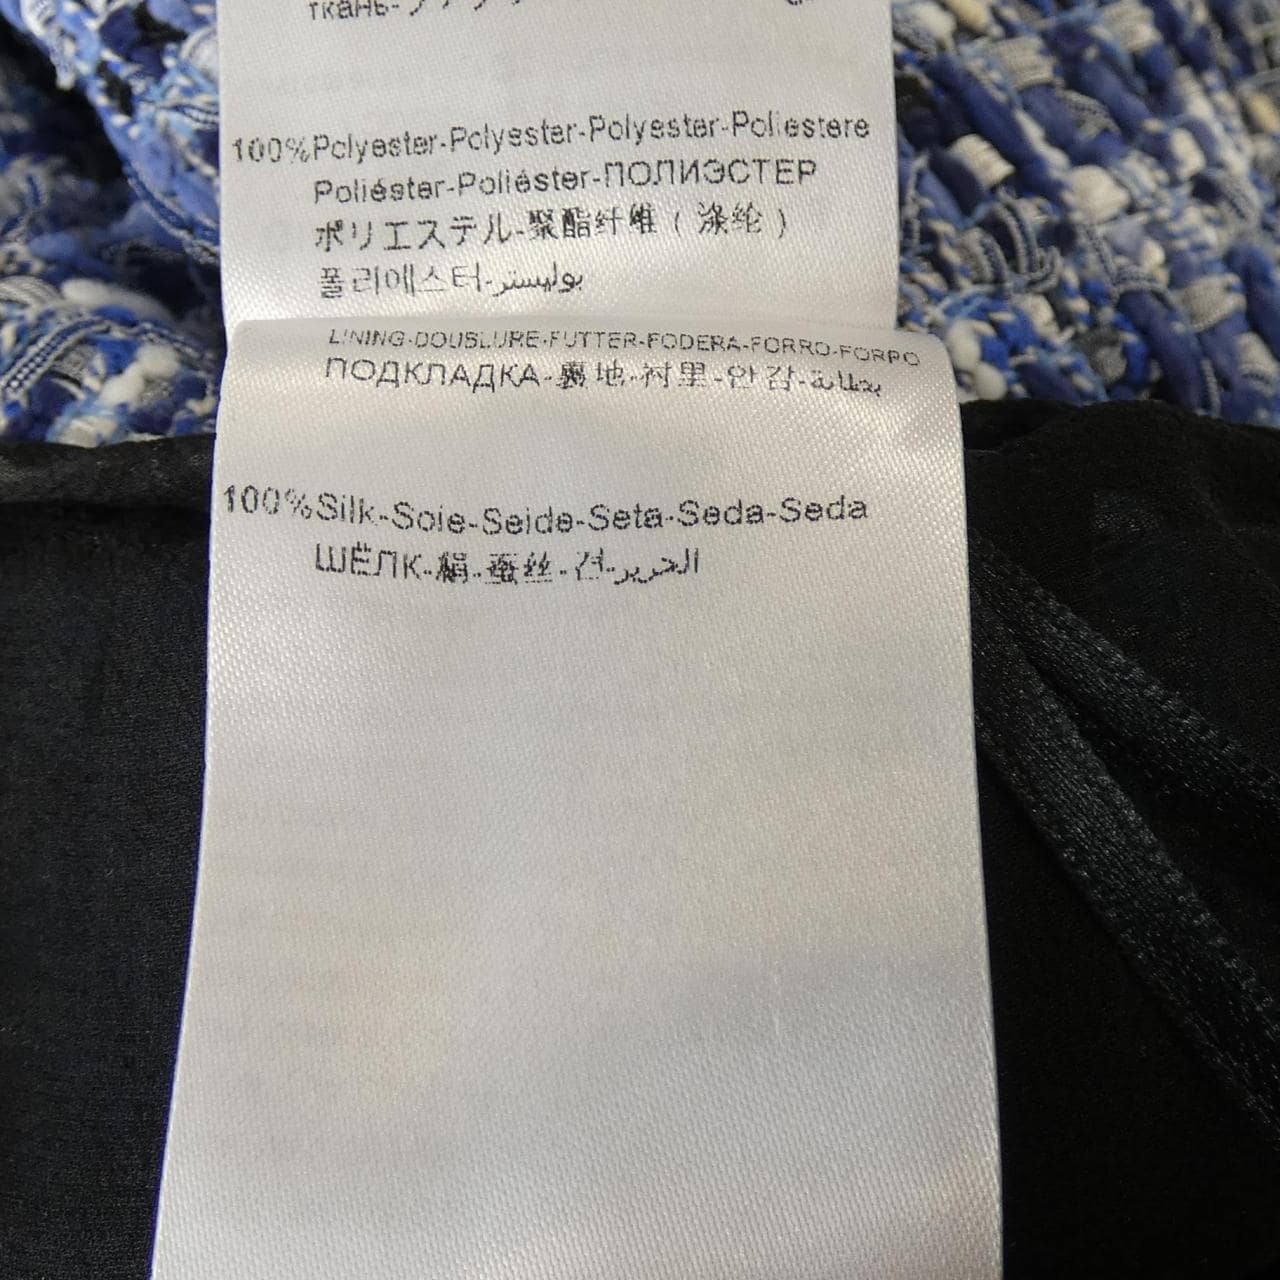 ткань-
100%Polyester-Polyester-Polyester-Poliestere
Poliéster-Poliéster-ПОЛИЭСТЕР
ポリエステル-聚酯纤维 ( 涤纶 )
폴리에스터-بوليستر
LINING-DOUBLURE-FUTTER-FODERA-FORRO-FORRO
ПОДКЛАДКА-裏地-衬里-안감-بطانة
100%Silk-Soie-Seide-Seta-Seda-Seda
ШЁЛК-絹-蚕丝-견-الحرير